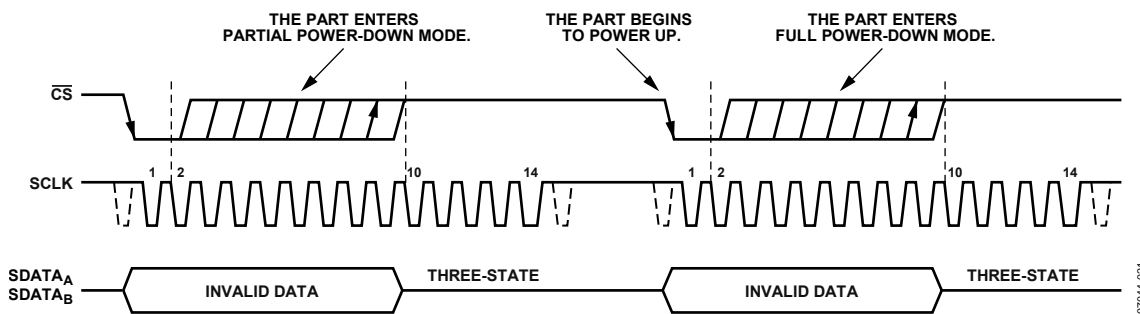 THE PART ENTERS
PARTIAL POWER-DOWN MODE.
THE PART BEGINS
TO POWER UP.
THE PART ENTERS
FULL POWER-DOWN MODE.
CS
SCLK
1 2 10 14 1 2 10 14
SDATAA
SDATAB
INVALID DATA THREE-STATE INVALID DATA THREE-STATE